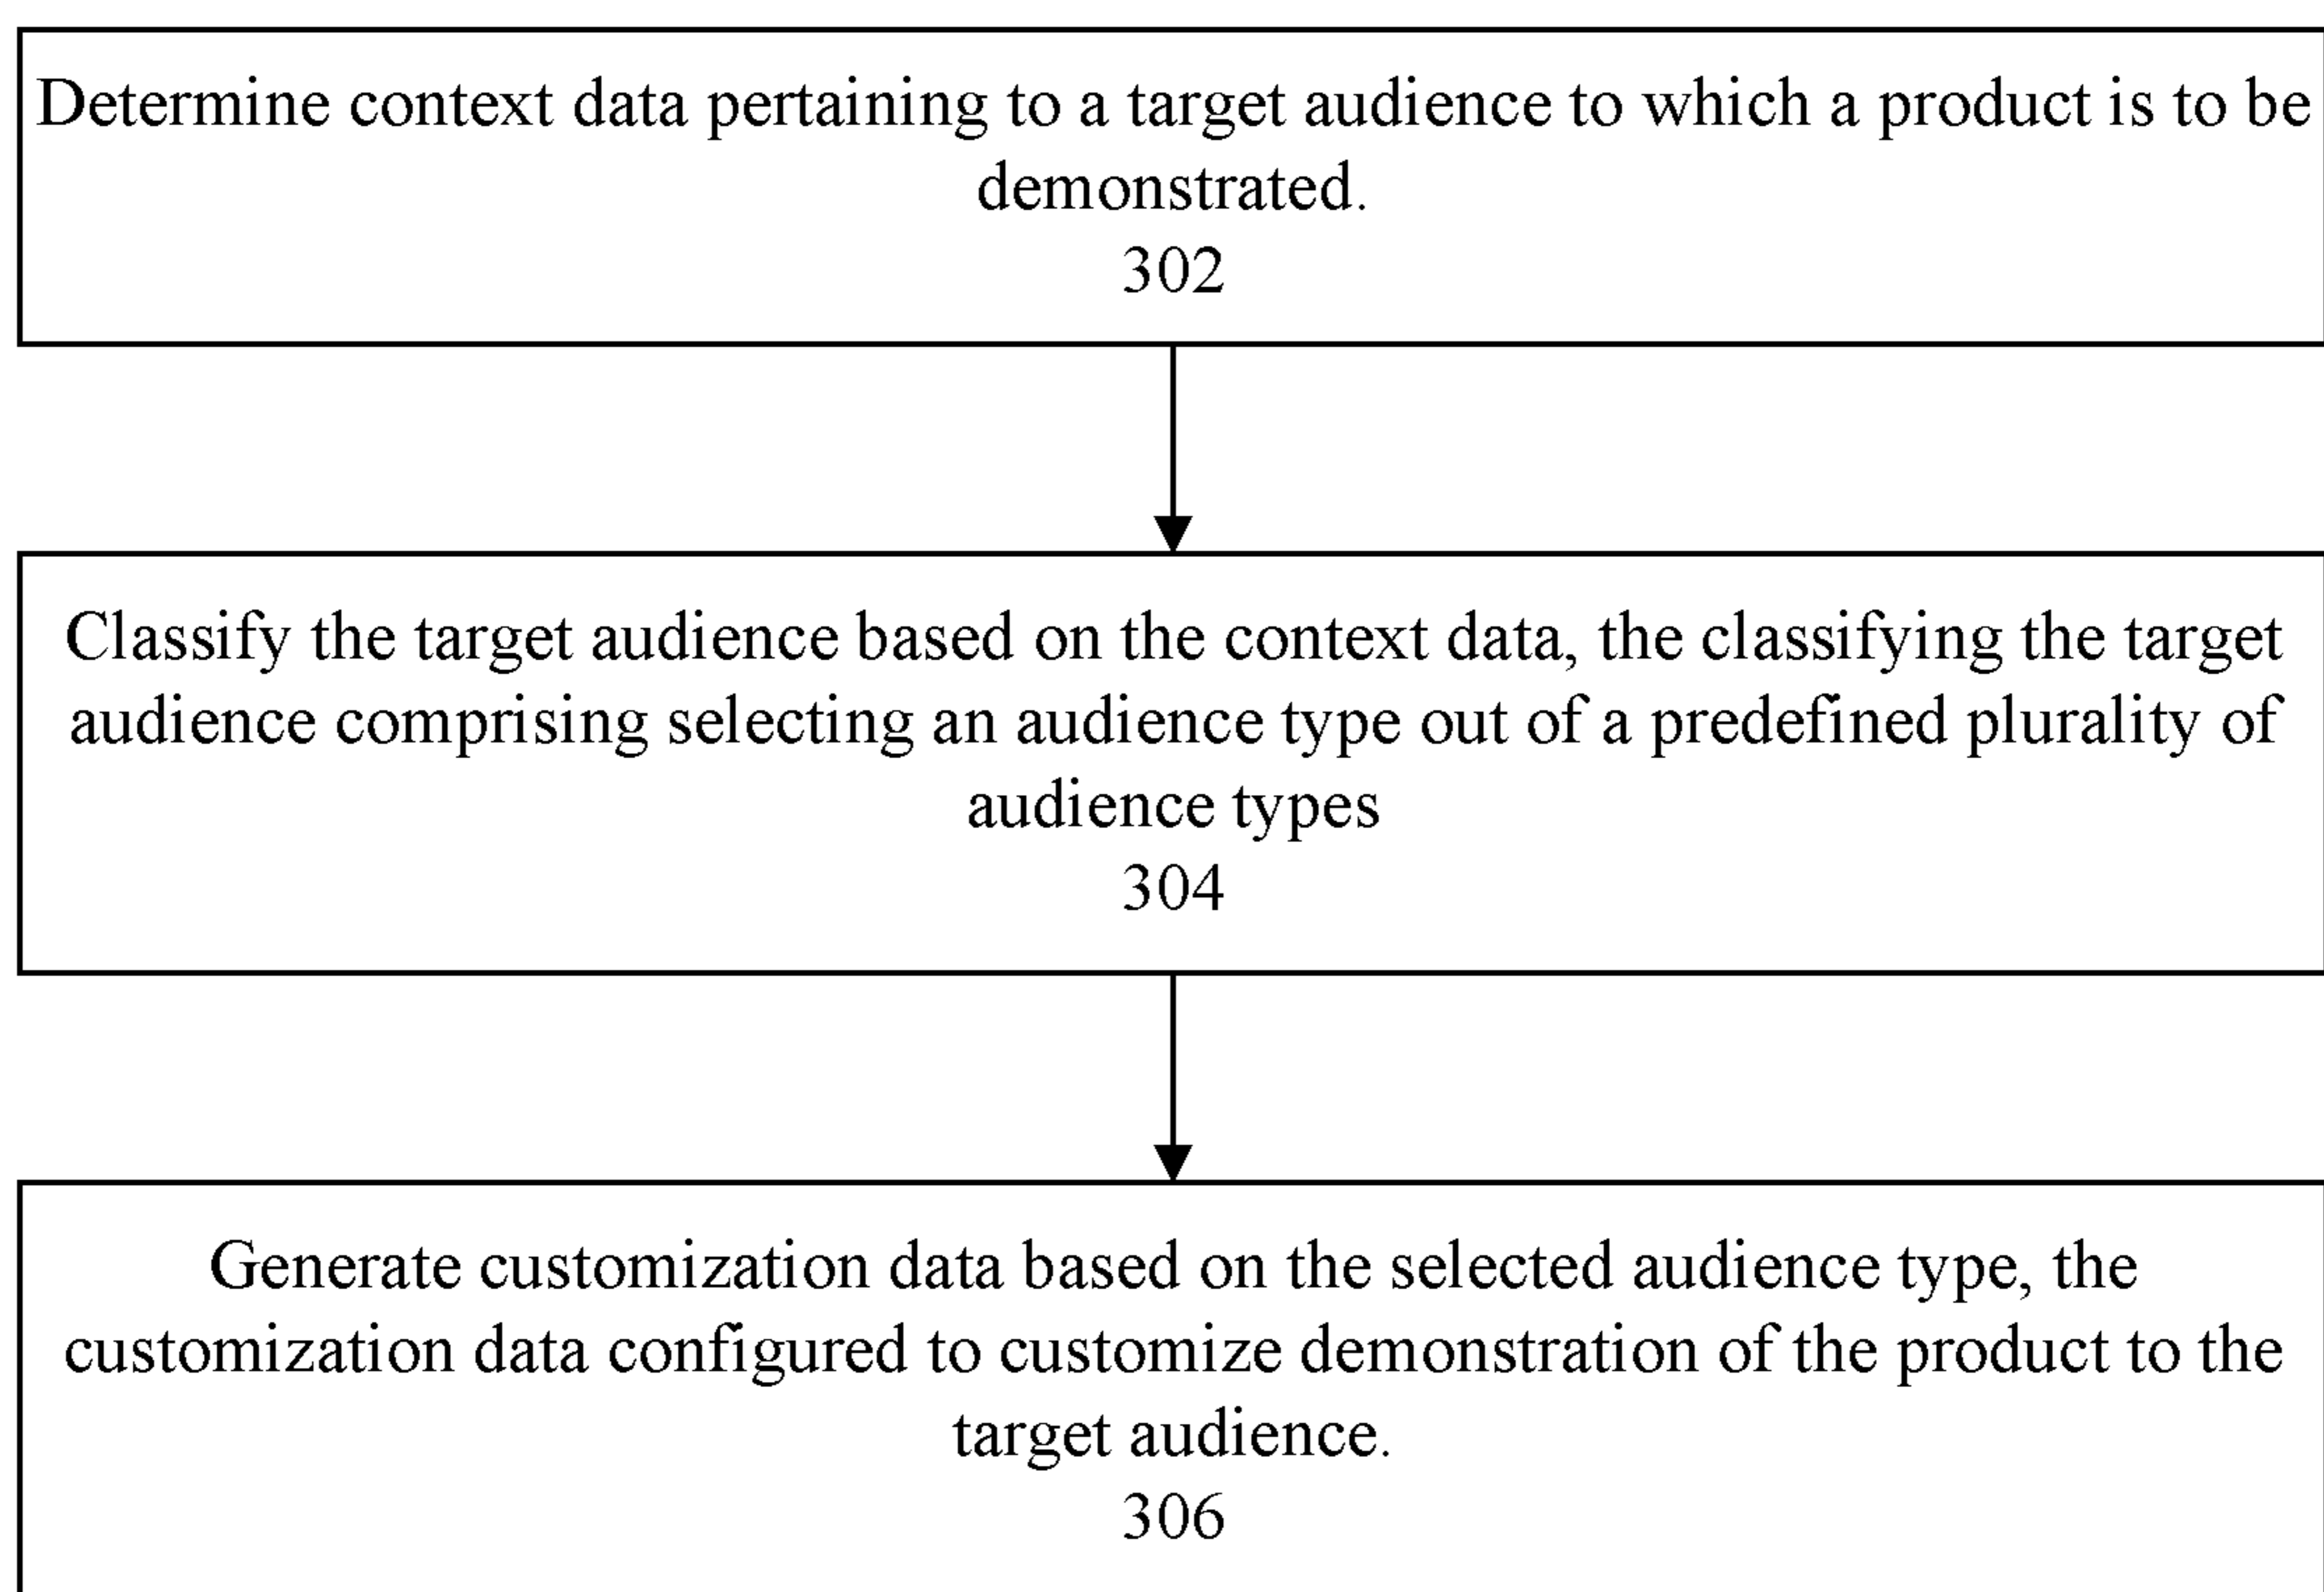 Determine context data pertaining to a target audience to which a product is to be
demonstrated.
302
Classify the target audience based on the context data, the classifying the target
audience comprising selecting an audience type out of a predefined plurality of
audience types
304
Generate customization data based on the selected audience type, the
customization data configured to customize demonstration of the product to the
target audience.
306